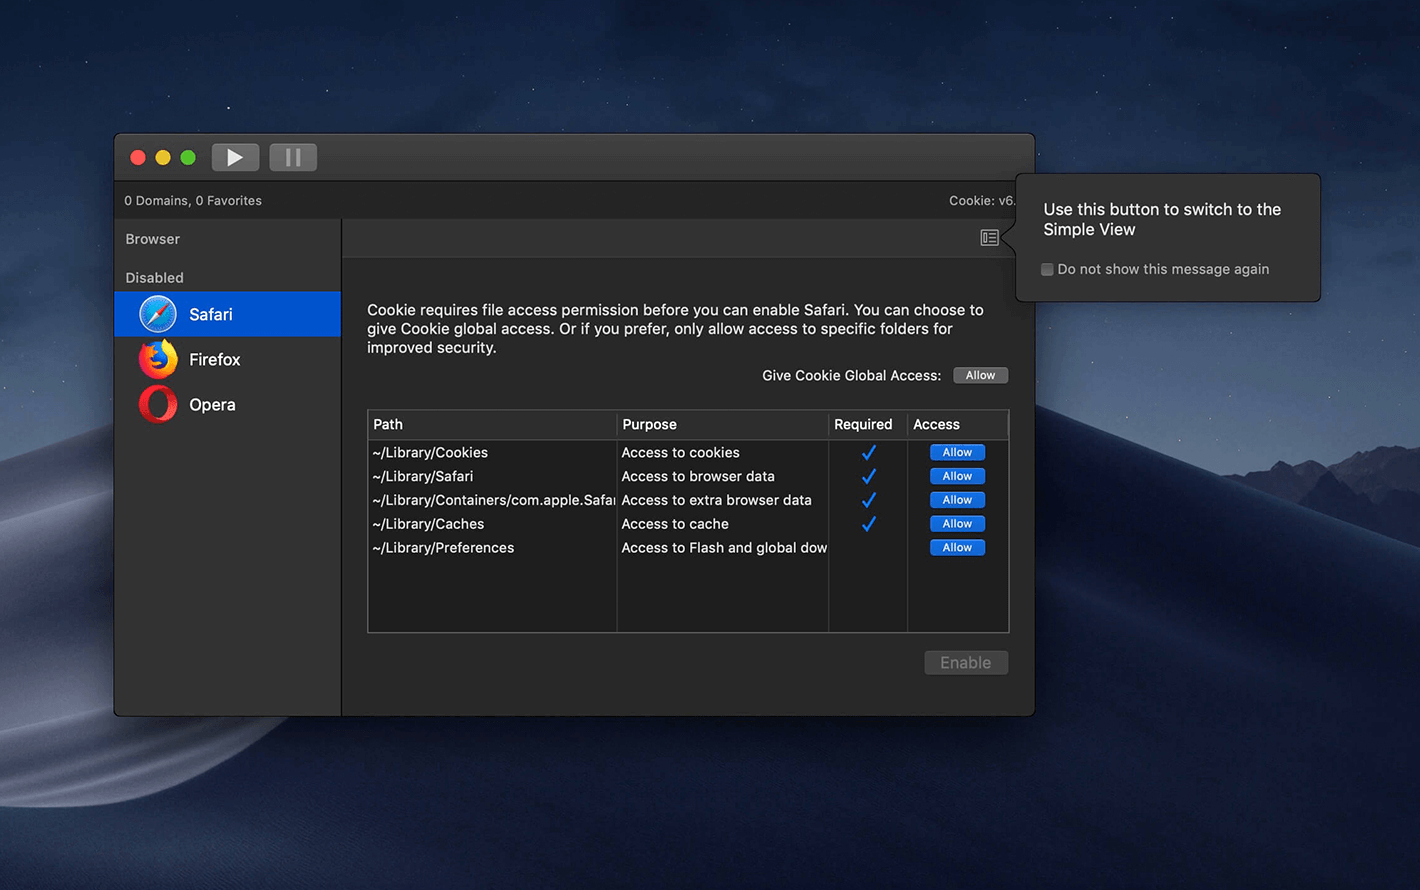 0 Domains, 0 Favorites
Cookie: v6.
Use this button to switch to the
Simple View
Do not show this message again
Browser
Disabled
Safari
Firefox
Opera
Cookie requires file access permission before you can enable Safari. You can choose to
give Cookie global access. Or if you prefer, only allow access to specific folders for
improved security.
Give Cookie Global Access: Allow
Path Purpose Required Access
~/Library/Cookies Access to cookies Allow
~/Library/Safari Access to browser data Allow
~/Library/Containers/com.apple.Safar Access to extra browser data Allow
~/Library/Caches Access to cache Allow
~/Library/Preferences Access to Flash and global dow Allow
Enable